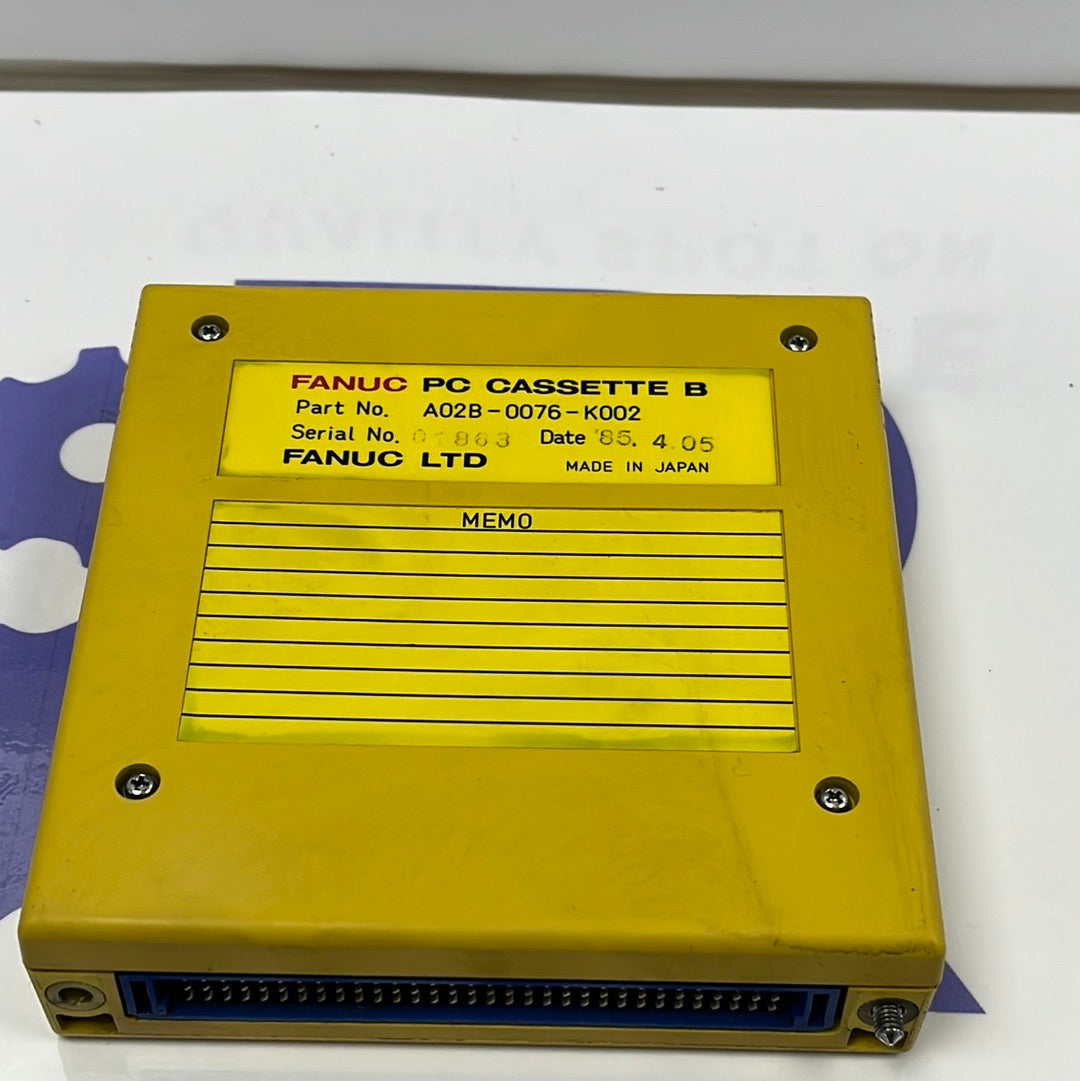 FANUC PC CASSETTE B
Part No. A02B-0076-K002
Serial No. 01863 Date '85. 4.05
FANUC LTD MADE IN JAPAN
MEMO